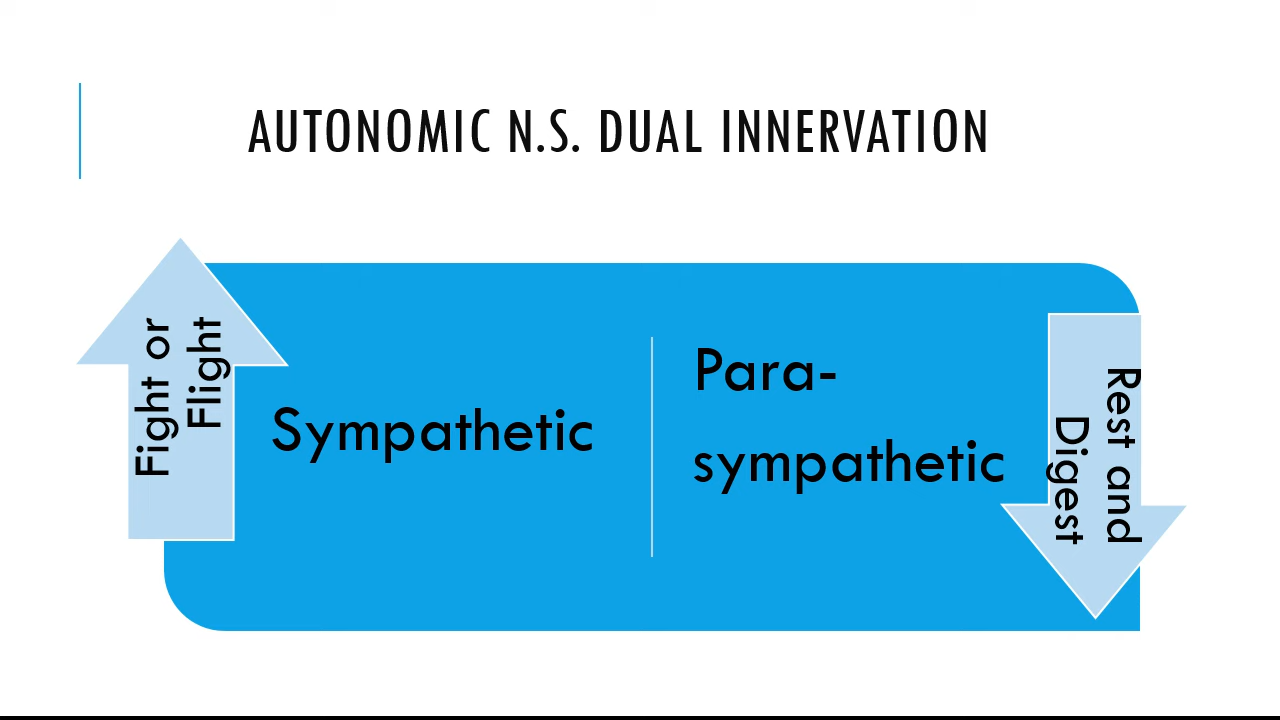 AUTONOMIC N.S. DUAL INNERVATION
Fight or
Flight
Sympathetic
Para-
sympathetic
Rest and
Digest